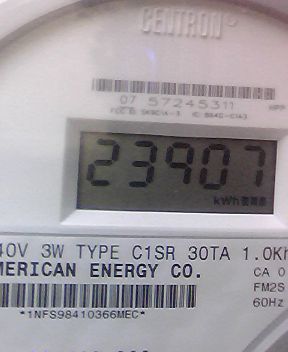 CENTRON
07 57245311
23907
kWh
40V 3W TYPE C1SR 30TA 1.0Kh
MERICAN ENERGY CO.
CA 0
FM2S
60Hz
*1NFS98410366MEC*